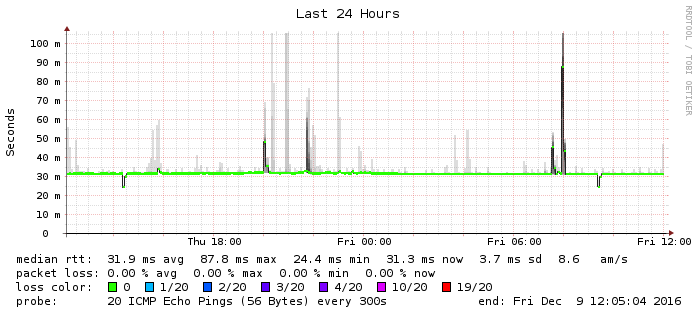 Last 24 Hours
RRDTOOL / TOBI OETIKER
Seconds
100 m
90 m
80 m
70 m
60 m
50 m
40 m
30 m
20 m
10 m
0
Thu 18:00 Fri 00:00 Fri 06:00 Fri 12:00
median rtt: 31.9 ms avg 87.8 ms max 24.4 ms min 31.3 ms now 3.7 ms sd 8.6 am/s
packet loss: 0.00 % avg 0.00 % max 0.00 % min 0.00 % now
loss color: 0 1/20 2/20 3/20 4/20 10/20 19/20
probe: 20 ICMP Echo Pings (56 Bytes) every 300s end: Fri Dec 9 12:05:04 2016